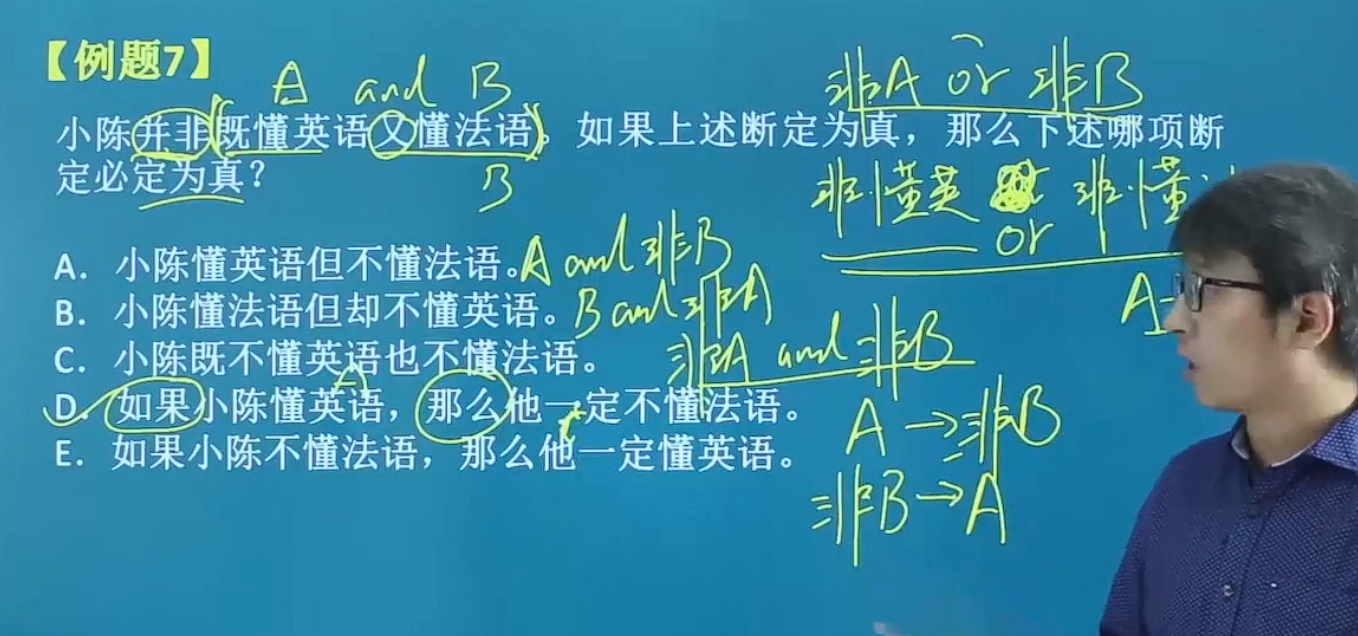 【例题7】
A and B
非A or 非B
小陈并非既懂英语又懂法语。如果上述断定为真，那么下述哪项断
定必定为真？
B
非懂英 or 非懂
A. 小陈懂英语但不懂法语。A and 非B
A→
B. 小陈懂法语但却不懂英语。B and 非A
C. 小陈既不懂英语也不懂法语。非A and 非B
A
D. 如果小陈懂英语，那么他一定不懂法语。A→非B
E. 如果小陈不懂法语，那么他一定懂英语。
非B→A